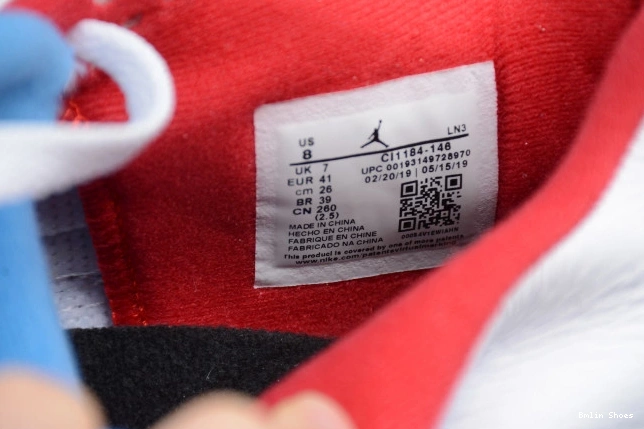 US
8
LN3
UK 7
CI1184-146
EUR 41
UPC 00193149728970
cm 26
02/20/19 | 05/15/19
BR 39
CN 260
(2.5)
MADE IN CHINA
HECHO EN CHINA
FABRIQUE EN CHINE
FABRICADO NA CHINA
This product is covered by one of more
www.nike.com
Bmlin Shoes